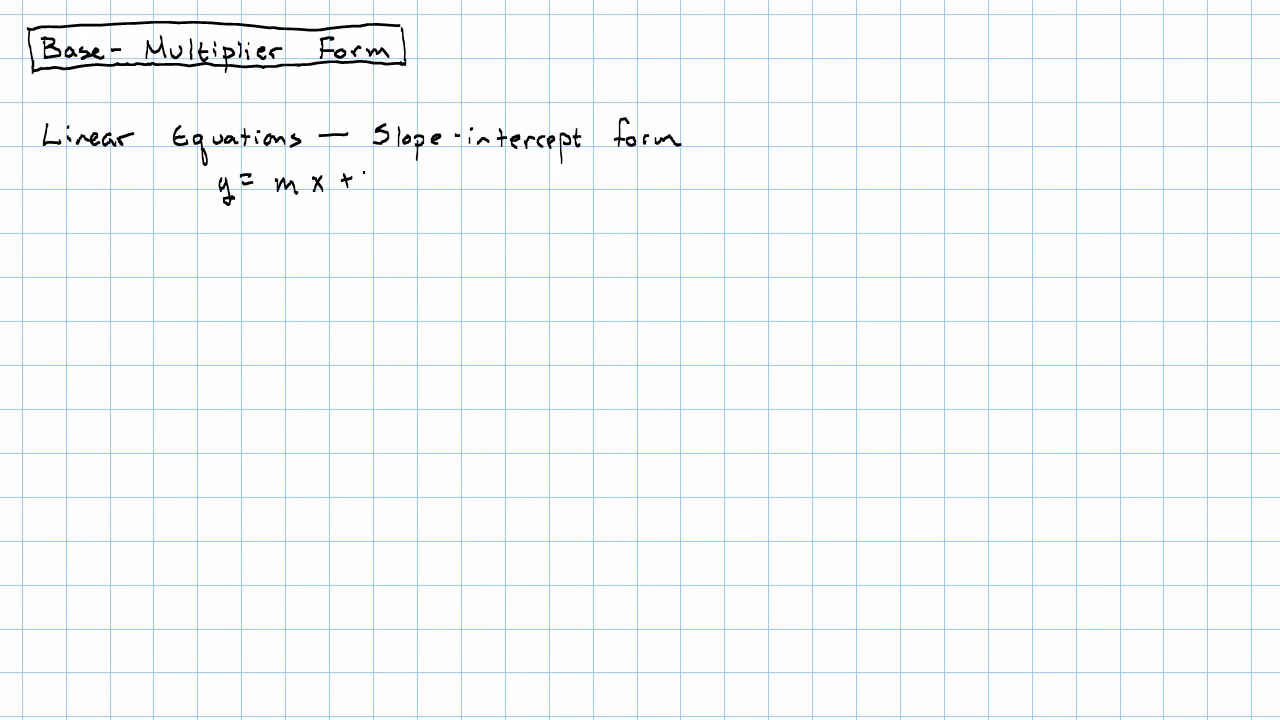 Base-Multiplier Form
Linear Equations — Slope-intercept form
y = mx +